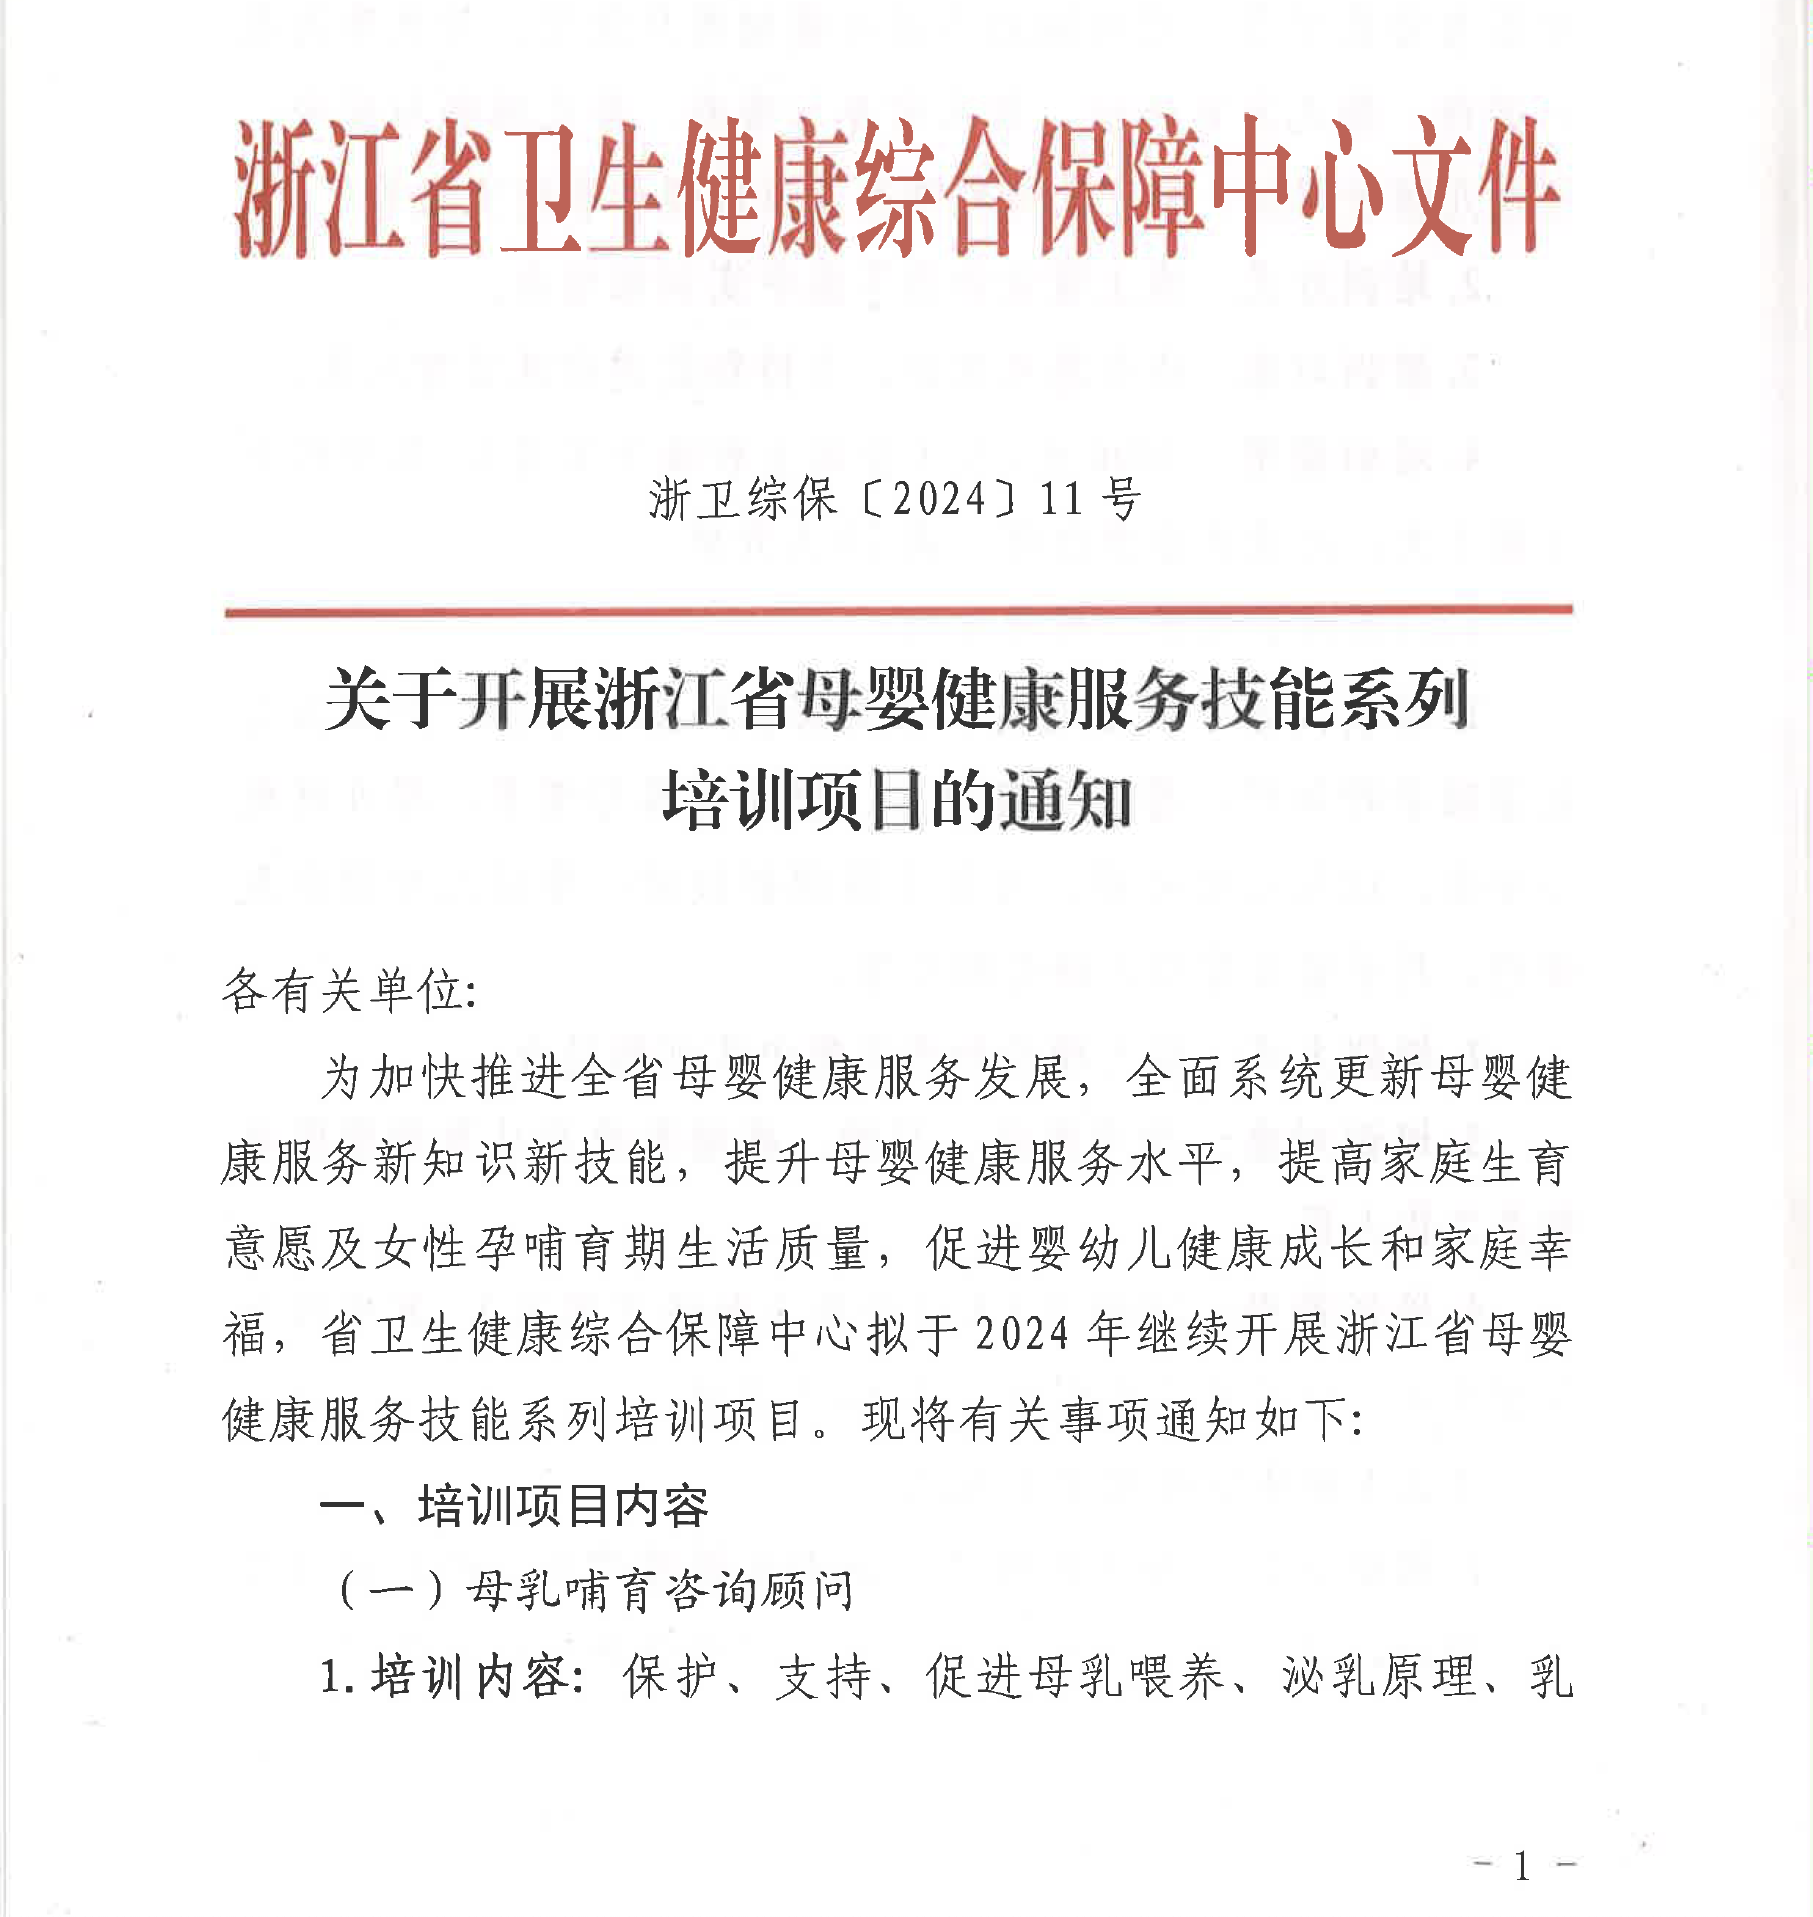 浙江省卫生健康综合保障中心文件
浙卫综保〔2024〕11 号
关于开展浙江省母婴健康服务技能系列
培训项目的通知
各有关单位:
为加快推进全省母婴健康服务发展，全面系统更新母婴健
康服务新知识新技能，提升母婴健康服务水平，提高家庭生育
意愿及女性孕哺育期生活质量，促进婴幼儿健康成长和家庭幸
福，省卫生健康综合保障中心拟于 2024 年继续开展浙江省母婴
健康服务技能系列培训项目。现将有关事项通知如下:
一、培训项目内容
（一）母乳哺育咨询顾问
1. 培训内容: 保护、支持、促进母乳喂养、泌乳原理、乳
- 1 -